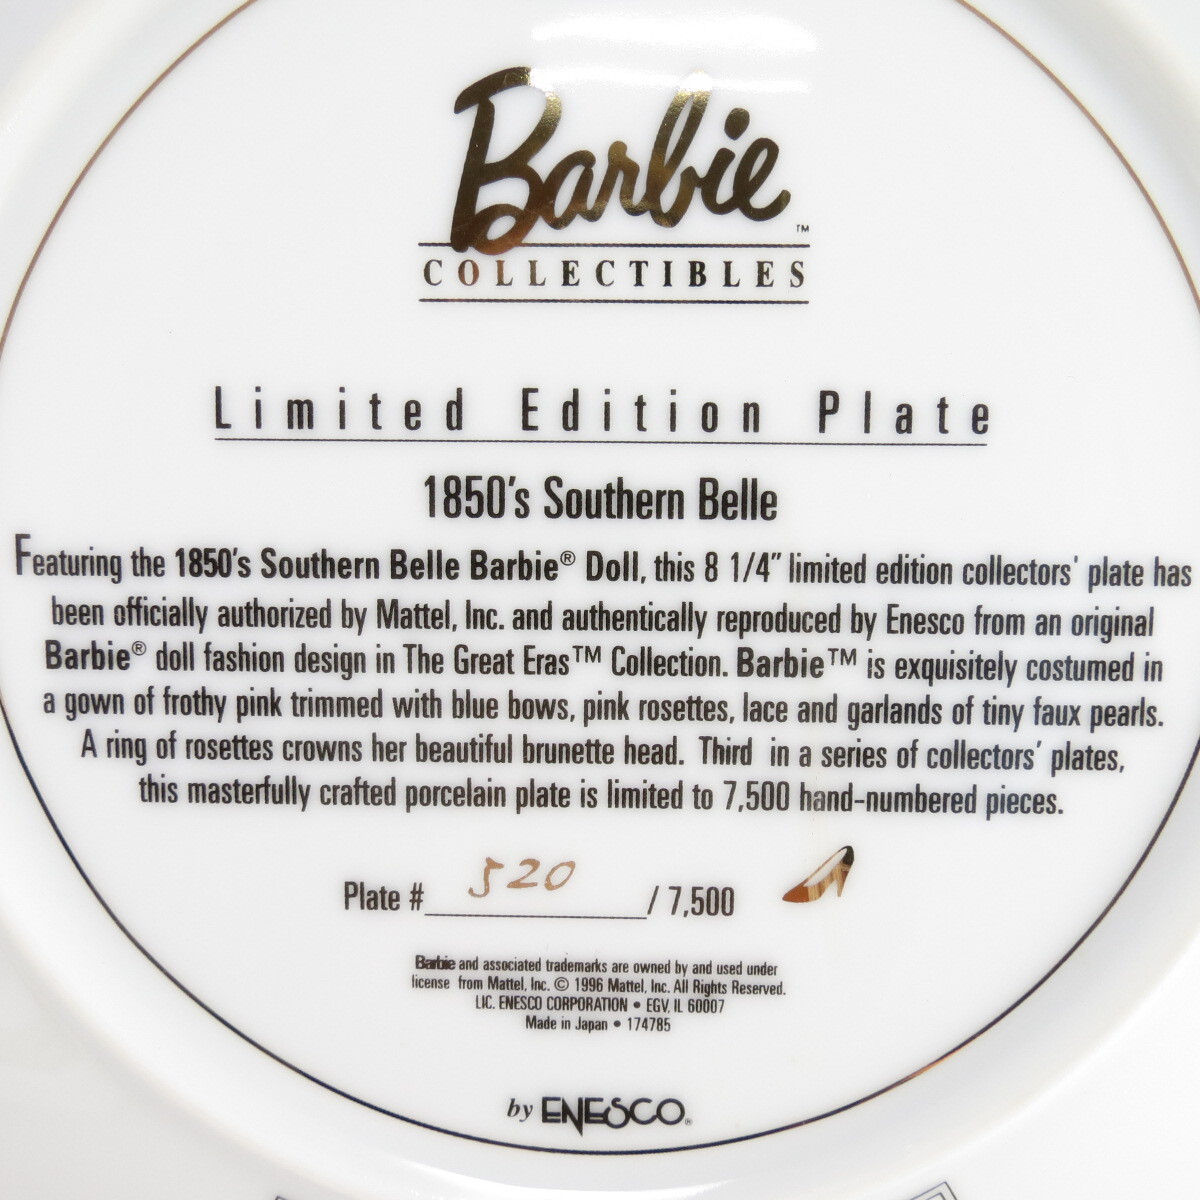 Barbie™
COLLECTIBLES
Limited Edition Plate
1850's Southern Belle
Featuring the 1850's Southern Belle Barbie® Doll, this 8 1/4" limited edition collectors' plate has
been officially authorized by Mattel, Inc. and authentically reproduced by Enesco from an original
Barbie® doll fashion design in The Great Eras™ Collection. Barbie™ is exquisitely costumed in
a gown of frothy pink trimmed with blue bows, pink rosettes, lace and garlands of tiny faux pearls.
A ring of rosettes crowns her beautiful brunette head. Third in a series of collectors' plates,
this masterfully crafted porcelain plate is limited to 7,500 hand-numbered pieces.
Plate # 520 / 7,500
Barbie and associated trademarks are owned by and used under
license from Mattel, Inc. © 1996 Mattel, Inc. All Rights Reserved.
LIC. ENESCO CORPORATION • EGV, IL 60007
Made in Japan • 174785
by ENESCO®